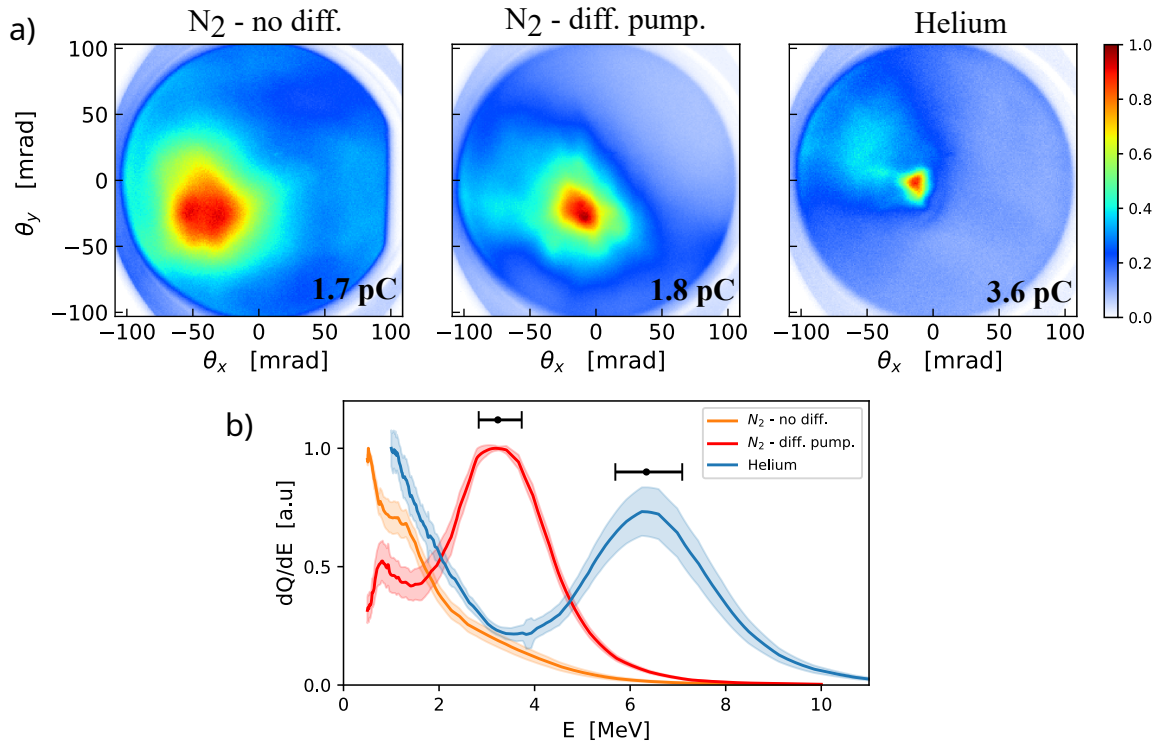 a)
N2 - no diff.
N2 - diff. pump.
Helium
100
50
0
−50
−100
θy [mrad]
1.7 pC
1.8 pC
3.6 pC
−100 −50 0 50 100
−100 −50 0 50 100
−100 −50 0 50 100
θx [mrad]
θx [mrad]
θx [mrad]
1.0
0.8
0.6
0.4
0.2
0.0
b)
N2 - no diff.
N2 - diff. pump.
Helium
1.0
0.5
0.0
dQ/dE [a.u]
0 2 4 6 8 10
E [MeV]